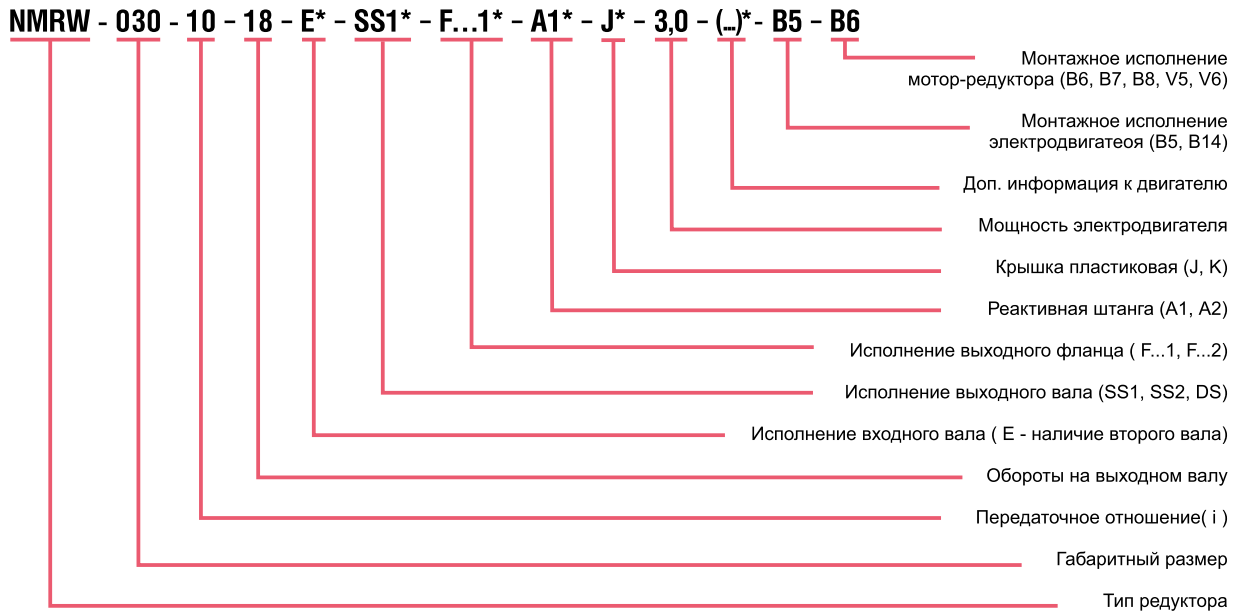 NMRW - 030 - 10 - 18 - E* - SS1* - F...1* - A1* - J* - 3,0 - (...)* - B5 - B6
Монтажное исполнение
мотор-редуктора (B6, B7, B8, V5, V6)
Монтажное исполнение
электродвигатеоя (B5, B14)
Доп. информация к двигателю
Мощность электродвигателя
Крышка пластиковая (J, K)
Реактивная штанга (A1, A2)
Исполнение выходного фланца ( F...1, F...2)
Исполнение выходного вала (SS1, SS2, DS)
Исполнение входного вала ( E - наличие второго вала)
Обороты на выходном валу
Передаточное отношение( i )
Габаритный размер
Тип редуктора